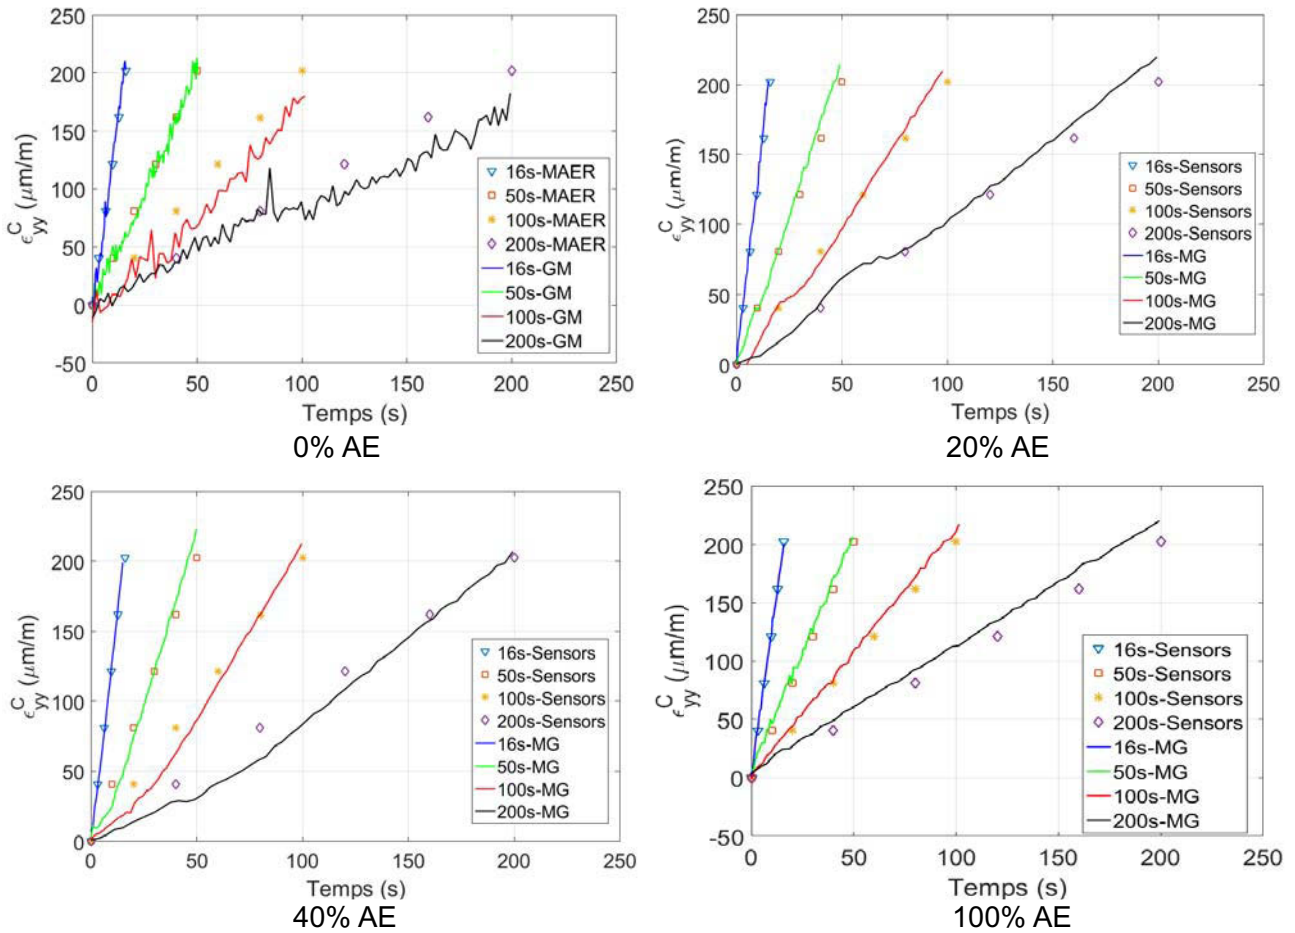 250
200
150
100
50
0
-50
ϵ^C_yy (μm/m)
16s-MAER
50s-MAER
100s-MAER
200s-MAER
16s-GM
50s-GM
100s-GM
200s-GM
0 50 100 150 200 250
Temps (s)
0% AE
250
200
150
100
50
0
ϵ^C_yy (μm/m)
16s-Sensors
50s-Sensors
100s-Sensors
200s-Sensors
16s-MG
50s-MG
100s-MG
200s-MG
0 50 100 150 200 250
Temps (s)
20% AE
250
200
150
100
50
0
ϵ^C_yy (μm/m)
16s-Sensors
50s-Sensors
100s-Sensors
200s-Sensors
16s-MG
50s-MG
100s-MG
200s-MG
0 50 100 150 200 250
Temps (s)
40% AE
250
200
150
100
50
0
-50
ϵ^C_yy (μm/m)
16s-Sensors
50s-Sensors
100s-Sensors
200s-Sensors
16s-MG
50s-MG
100s-MG
200s-MG
0 50 100 150 200 250
Temps (s)
100% AE